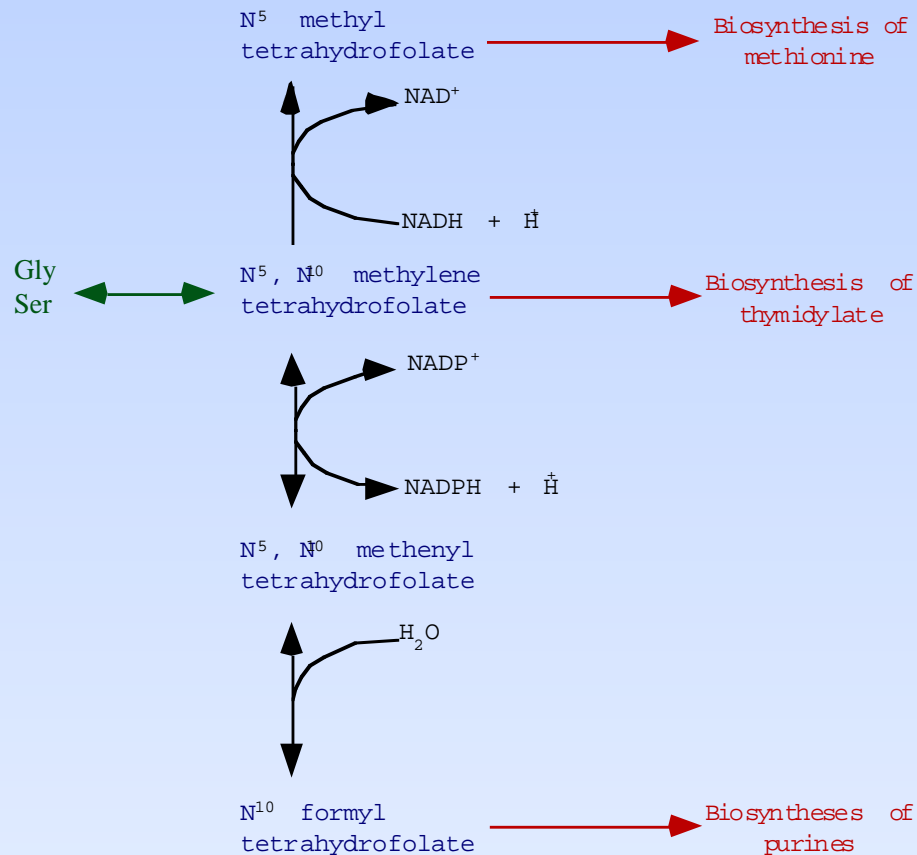 N⁵ methyl
tetrahydrofolate
Biosynthesis of
methionine
NAD⁺
NADH + H⁺
Gly
Ser
N⁵, N¹⁰ methylene
tetrahydrofolate
Biosynthesis of
thymidylate
NADP⁺
NADPH + H⁺
N⁵, N¹⁰ methenyl
tetrahydrofolate
H₂O
N¹⁰ formyl
tetrahydrofolate
Biosyntheses of
purines